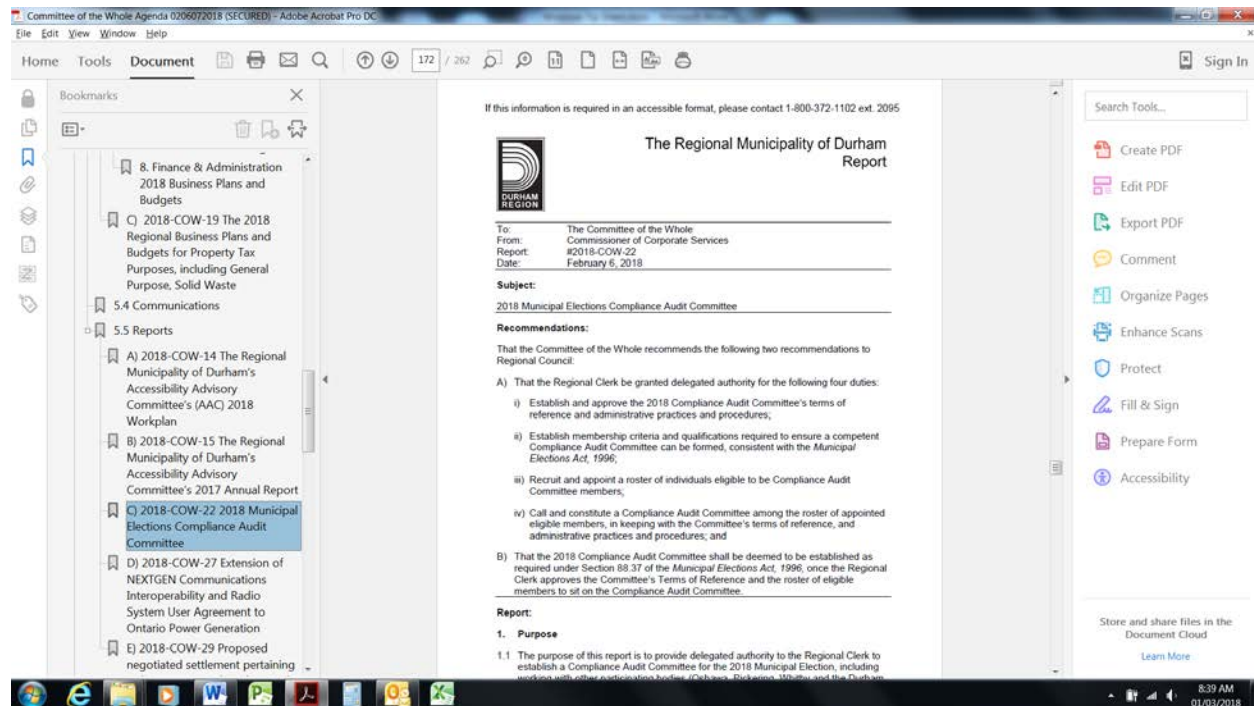 Committee of the Whole Agenda 0206072018 (SECURED) - Adobe Acrobat Pro DC
File Edit View Window Help
Home Tools Document 172 / 262 Sign In
Bookmarks
8. Finance & Administration
2018 Business Plans and
Budgets
C) 2018-COW-19 The 2018
Regional Business Plans and
Budgets for Property Tax
Purposes, including General
Purpose, Solid Waste
5.4 Communications
5.5 Reports
A) 2018-COW-14 The Regional
Municipality of Durham's
Accessibility Advisory
Committee's (AAC) 2018
Workplan
B) 2018-COW-15 The Regional
Municipality of Durham's
Accessibility Advisory
Committee's 2017 Annual Report
C) 2018-COW-22 2018 Municipal
Elections Compliance Audit
Committee
D) 2018-COW-27 Extension of
NEXTGEN Communications
Interoperability and Radio
System User Agreement to
Ontario Power Generation
E) 2018-COW-29 Proposed
negotiated settlement pertaining
If this information is required in an accessible format, please contact 1-800-372-1102 ext. 2095
DURHAM
REGION
The Regional Municipality of Durham
Report
To: The Committee of the Whole
From: Commissioner of Corporate Services
Report: #2018-COW-22
Date: February 6, 2018
Subject:
2018 Municipal Elections Compliance Audit Committee
Recommendations:
That the Committee of the Whole recommends the following two recommendations to
Regional Council:
A) That the Regional Clerk be granted delegated authority for the following four duties:
i) Establish and approve the 2018 Compliance Audit Committee's terms of
reference and administrative practices and procedures;
ii) Establish membership criteria and qualifications required to ensure a competent
Compliance Audit Committee can be formed, consistent with the Municipal
Elections Act, 1996;
iii) Recruit and appoint a roster of individuals eligible to be Compliance Audit
Committee members;
iv) Call and constitute a Compliance Audit Committee among the roster of appointed
eligible members, in keeping with the Committee's terms of reference, and
administrative practices and procedures; and
B) That the 2018 Compliance Audit Committee shall be deemed to be established as
required under Section 88.37 of the Municipal Elections Act, 1996, once the Regional
Clerk approves the Committee's Terms of Reference and the roster of eligible
members to sit on the Compliance Audit Committee.
Report:
1. Purpose
1.1 The purpose of this report is to provide delegated authority to the Regional Clerk to
establish a Compliance Audit Committee for the 2018 Municipal Election, including
working with other participating bodies (Oshawa, Pickering, Whitby and the Durham
Search Tools...
Create PDF
Edit PDF
Export PDF
Comment
Organize Pages
Enhance Scans
Protect
Fill & Sign
Prepare Form
Accessibility
Store and share files in the
Document Cloud
Learn More
8:39 AM
01/03/2018